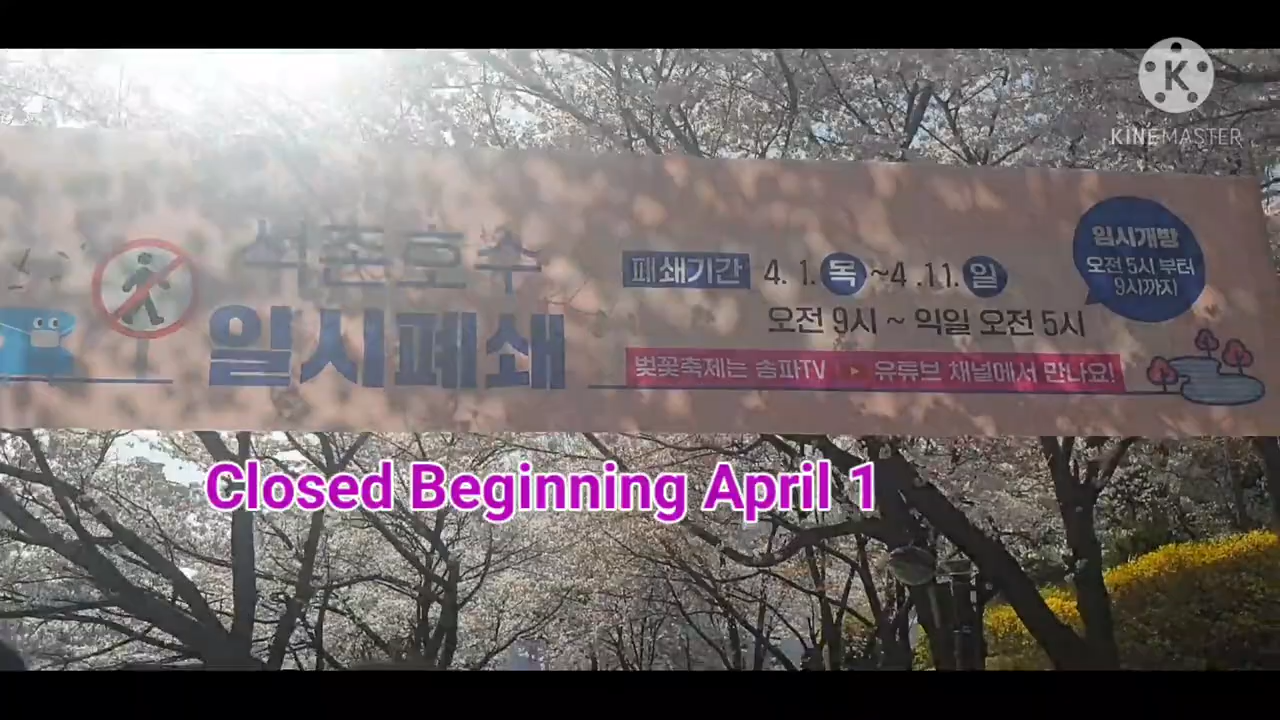 K
KINEMASTER
석촌호수
일시폐쇄
폐쇄기간 4. 1. 목 ~4 .11. 일
오전 9시 ~ 익일 오전 5시
벚꽃축제는 송파TV 유튜브 채널에서 만나요!
임시개방
오전 5시 부터
9시까지
Closed Beginning April 1